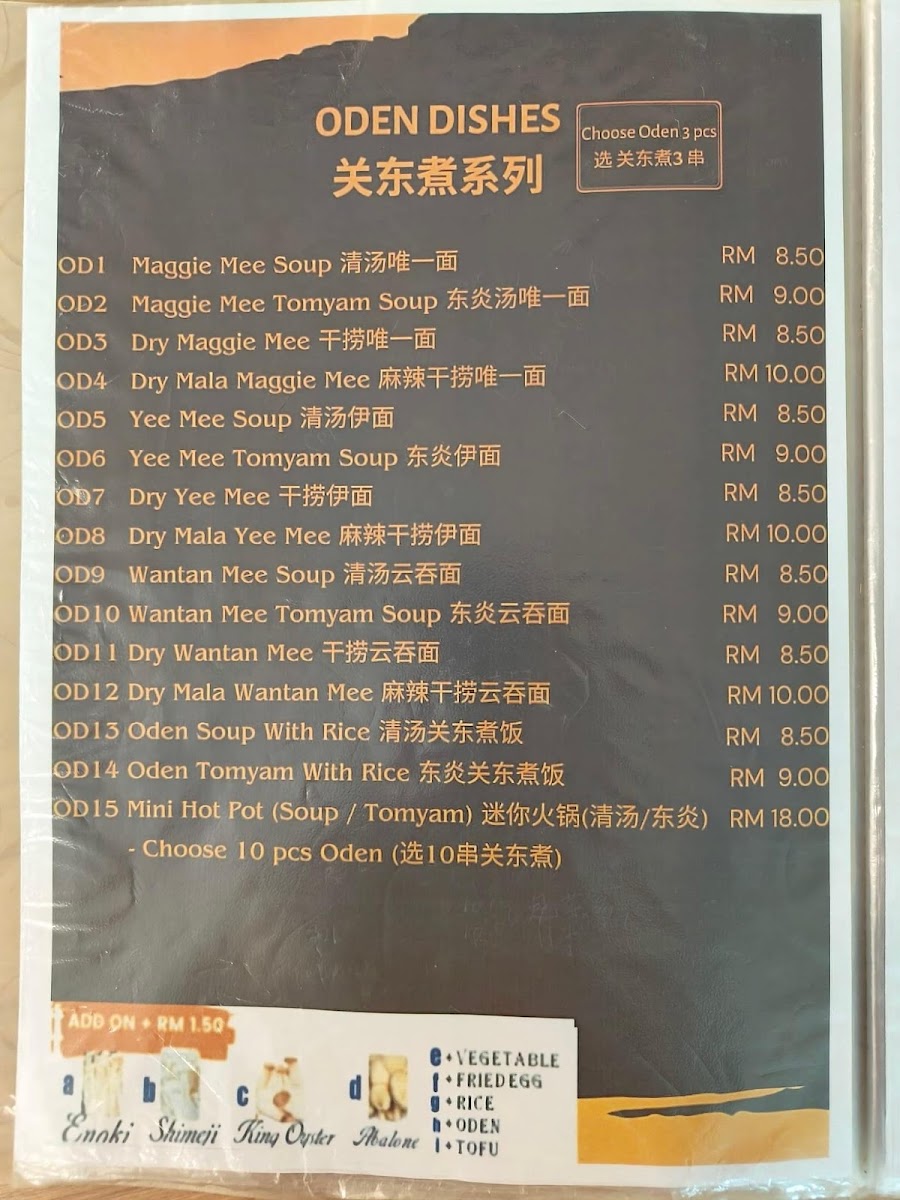 ODEN DISHES
关东煮系列
Choose Oden 3 pcs
选 关东煮3 串
OD1 Maggie Mee Soup 清汤唯一面 RM 8.50
OD2 Maggie Mee Tomyam Soup 东炎汤唯一面 RM 9.00
OD3 Dry Maggie Mee 干捞唯一面 RM 8.50
OD4 Dry Mala Maggie Mee 麻辣干捞唯一面 RM 10.00
OD5 Yee Mee Soup 清汤伊面 RM 8.50
OD6 Yee Mee Tomyam Soup 东炎伊面 RM 9.00
OD7 Dry Yee Mee 干捞伊面 RM 8.50
OD8 Dry Mala Yee Mee 麻辣干捞伊面 RM 10.00
OD9 Wantan Mee Soup 清汤云吞面 RM 8.50
OD10 Wantan Mee Tomyam Soup 东炎云吞面 RM 9.00
OD11 Dry Wantan Mee 干捞云吞面 RM 8.50
OD12 Dry Mala Wantan Mee 麻辣干捞云吞面 RM 10.00
OD13 Oden Soup With Rice 清汤关东煮饭 RM 8.50
OD14 Oden Tomyam With Rice 东炎关东煮饭 RM 9.00
OD15 Mini Hot Pot (Soup / Tomyam) 迷你火锅(清汤/东炎) RM 18.00
- Choose 10 pcs Oden (选10串关东煮)
ADD ON + RM 1.50
a Enoki
b Shimeji
c King Oyster
d Abalone
e + VEGETABLE
f + FRIED EGG
g + RICE
h + ODEN
I + TOFU